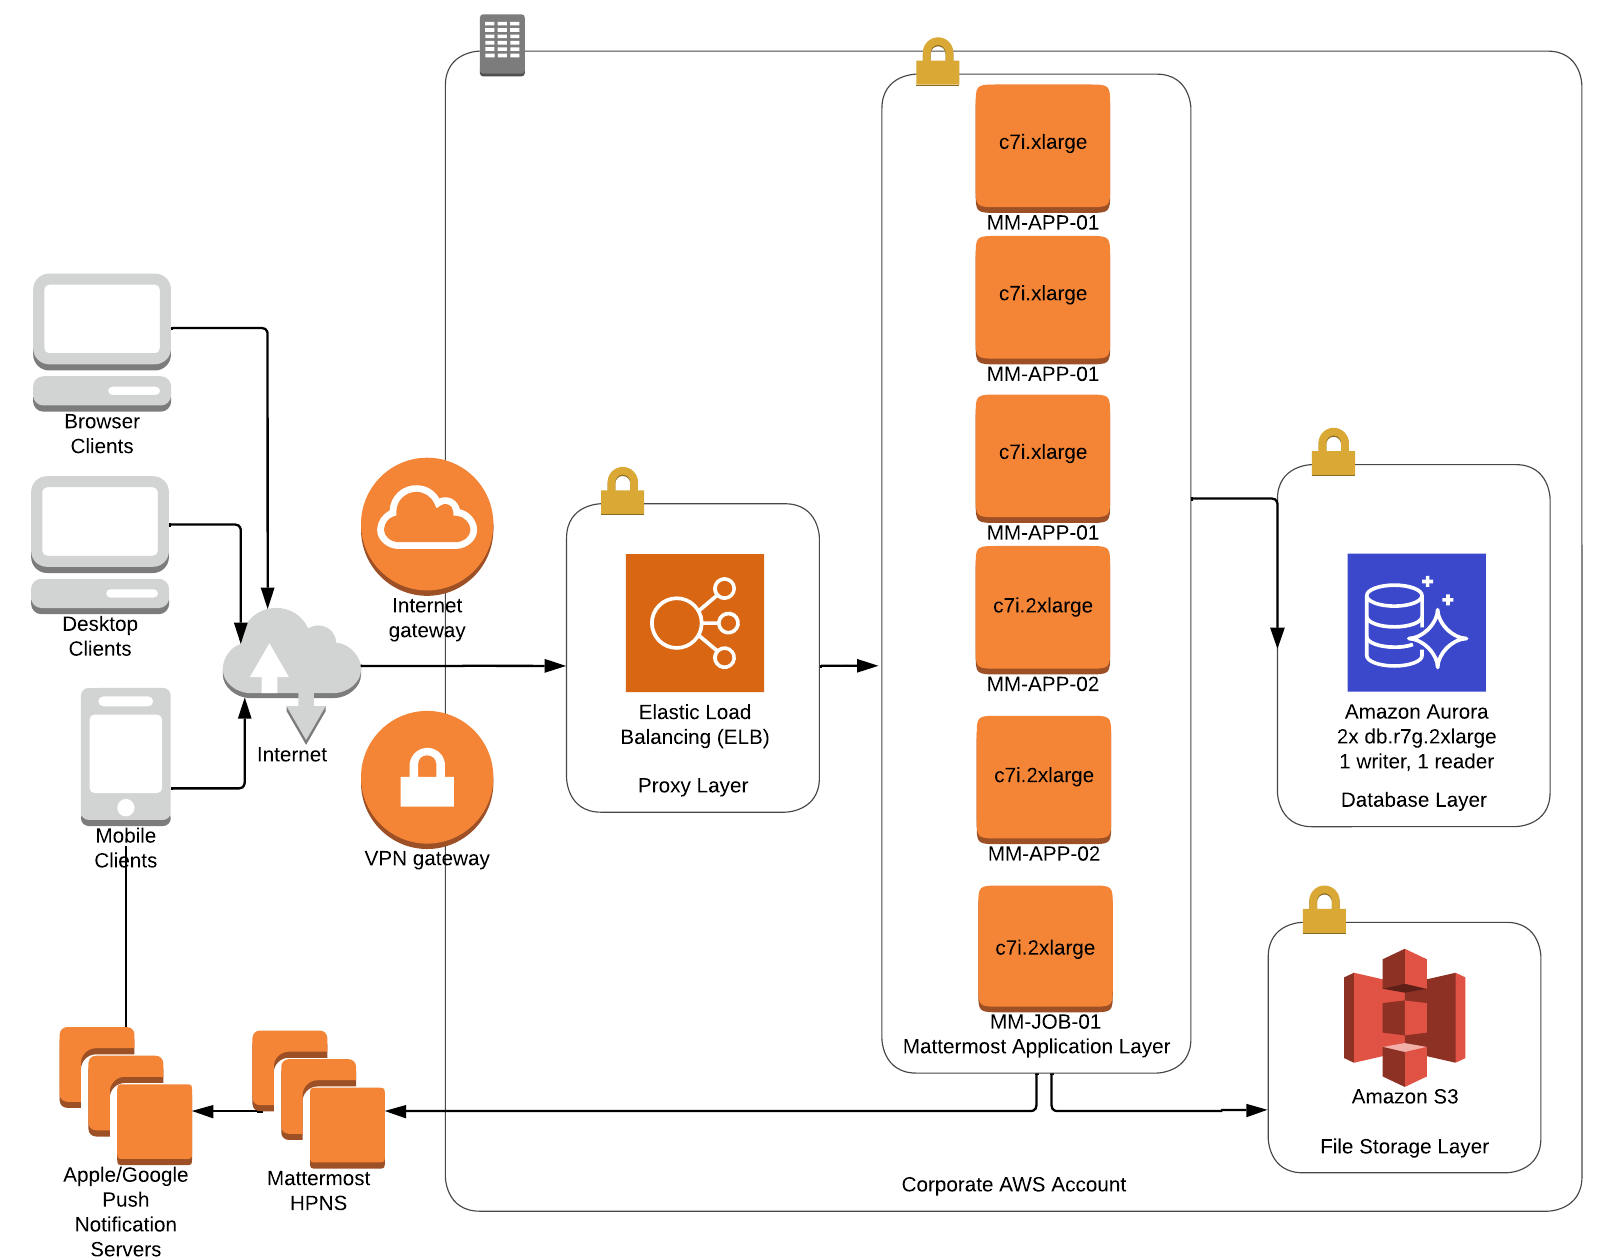 c7i.xlarge
MM-APP-01
c7i.xlarge
MM-APP-01
c7i.xlarge
MM-APP-01
c7i.2xlarge
MM-APP-02
c7i.2xlarge
MM-APP-02
c7i.2xlarge
MM-JOB-01
Mattermost Application Layer
Browser
Clients
Desktop
Clients
Mobile
Clients
Internet
Internet
gateway
VPN gateway
Elastic Load
Balancing (ELB)
Proxy Layer
Amazon Aurora
2x db.r7g.2xlarge
1 writer, 1 reader
Database Layer
Amazon S3
File Storage Layer
Apple/Google
Push
Notification
Servers
Mattermost
HPNS
Corporate AWS Account